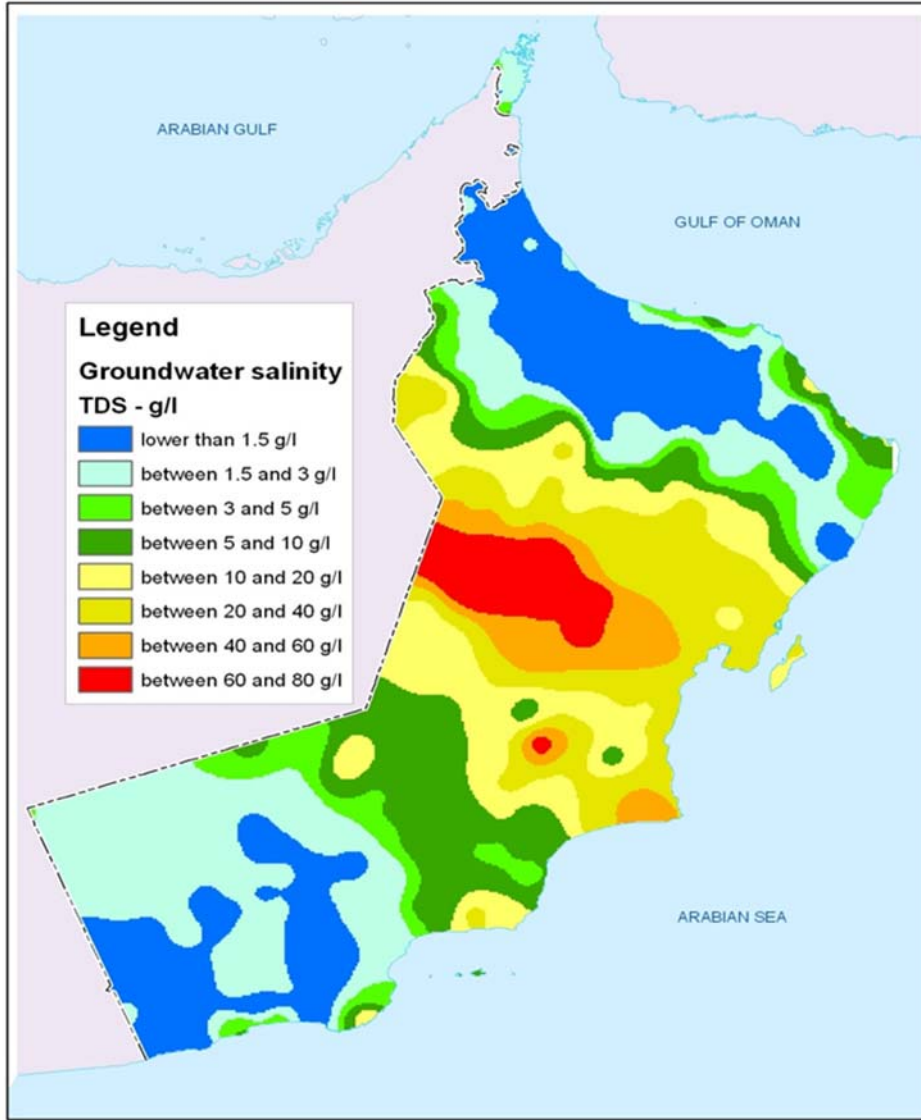 ARABIAN GULF
GULF OF OMAN
Legend
Groundwater salinity
TDS - g/l
lower than 1.5 g/l
between 1.5 and 3 g/l
between 3 and 5 g/l
between 5 and 10 g/l
between 10 and 20 g/l
between 20 and 40 g/l
between 40 and 60 g/l
between 60 and 80 g/l
ARABIAN SEA